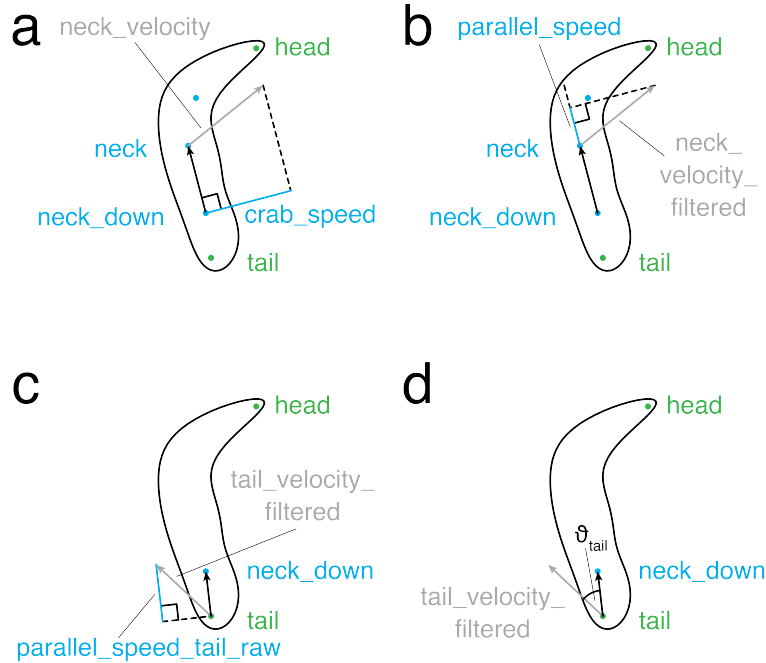 a
neck_velocity
head
neck
neck_down
crab_speed
tail
b
parallel_speed
head
neck
neck_
velocity_
filtered
neck_down
tail
c
head
tail_velocity_
filtered
neck_down
tail
parallel_speed_tail_raw
d
head
ϑtail
neck_down
tail_velocity_
filtered
tail